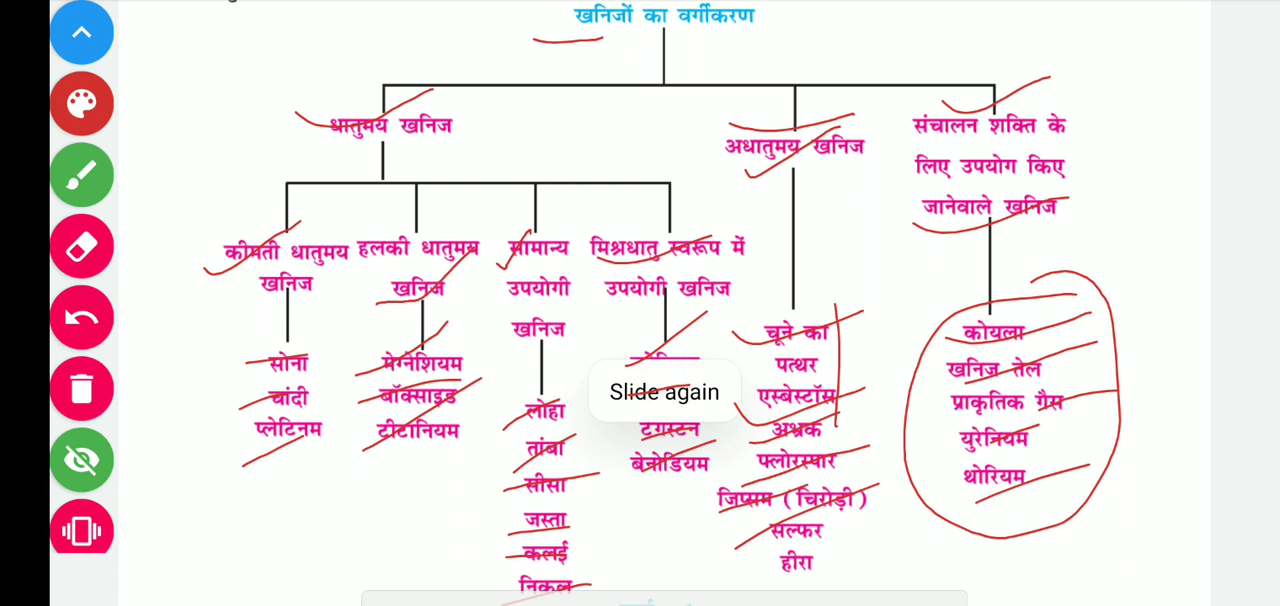 खनिजों का वर्गीकरण
धातुमय खनिज
अधातुमय खनिज
संचालन शक्ति के
लिए उपयोग किए
जानेवाले खनिज
कीमती धातुमय
खनिज
सोना
चांदी
प्लेटिनम
हलकी धातुमय
खनिज
मेग्नेशियम
बॉक्साइड
टीटानियम
सामान्य
उपयोगी
खनिज
लोहा
तांबा
सीसा
जस्ता
कलई
निकल
मिश्रधातु स्वरूप में
उपयोगी खनिज
Slide again
टंगस्टन
बेनोडियम
चूने का
पत्थर
एस्बेस्टॉस
अभ्रक
फ्लोरस्पार
जिप्सम (चिरोड़ी)
सल्फर
हीरा
कोयला
खनिज तेल
प्राकृतिक गैस
युरेनियम
थोरियम